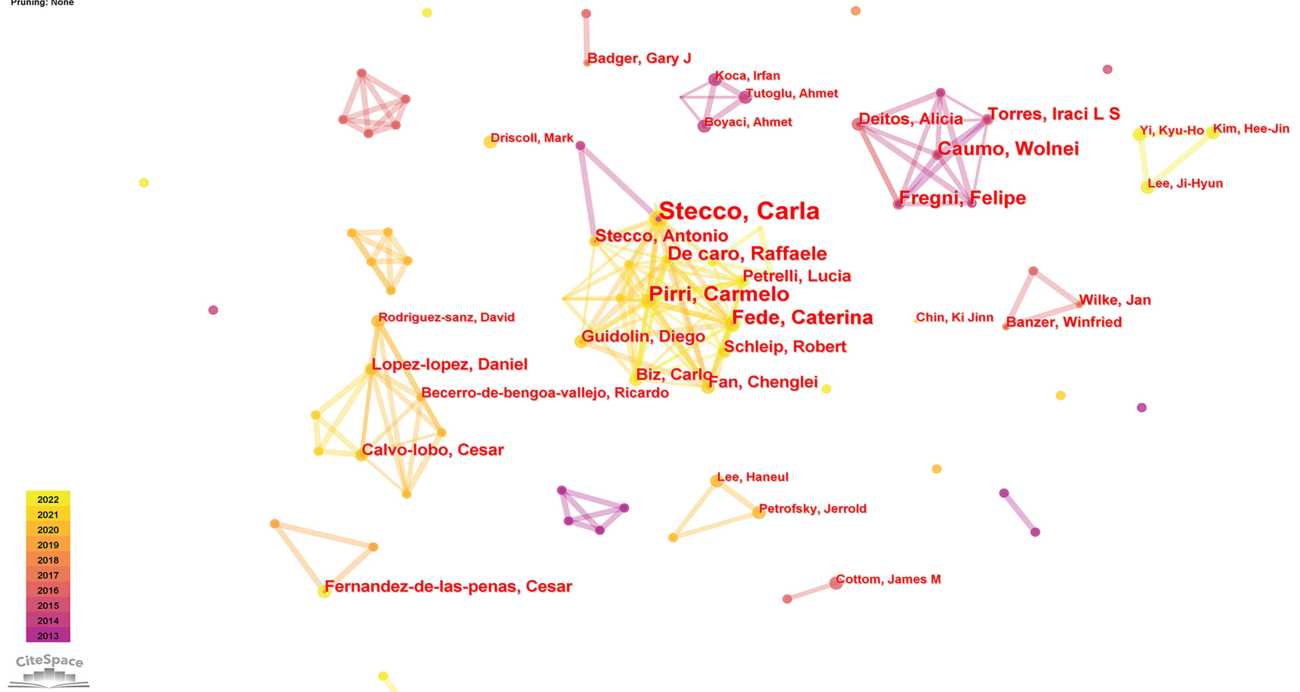 Pruning: None
Badger, Gary J
Koca, Irfan
Tutoglu, Ahmet
Boyaci, Ahmet
Deitos, Alicia
Torres, Iraci L S
Caumo, Wolnei
Fregni, Felipe
Yi, Kyu-Ho
Kim, Hee-Jin
Lee, Ji-Hyun
Driscoll, Mark
Stecco, Carla
Stecco, Antonio
De caro, Raffaele
Petrelli, Lucia
Pirri, Carmelo
Fede, Caterina
Guidolin, Diego
Schleip, Robert
Biz, Carlo
Fan, Chenglei
Chin, Ki Jinn
Wilke, Jan
Banzer, Winfried
Rodriguez-sanz, David
Lopez-lopez, Daniel
Becerro-de-bengoa-vallejo, Ricardo
Calvo-lobo, Cesar
Lee, Haneul
Petrofsky, Jerrold
Fernandez-de-las-penas, Cesar
Cottom, James M
2022
2021
2020
2019
2018
2017
2016
2015
2014
2013
CiteSpace